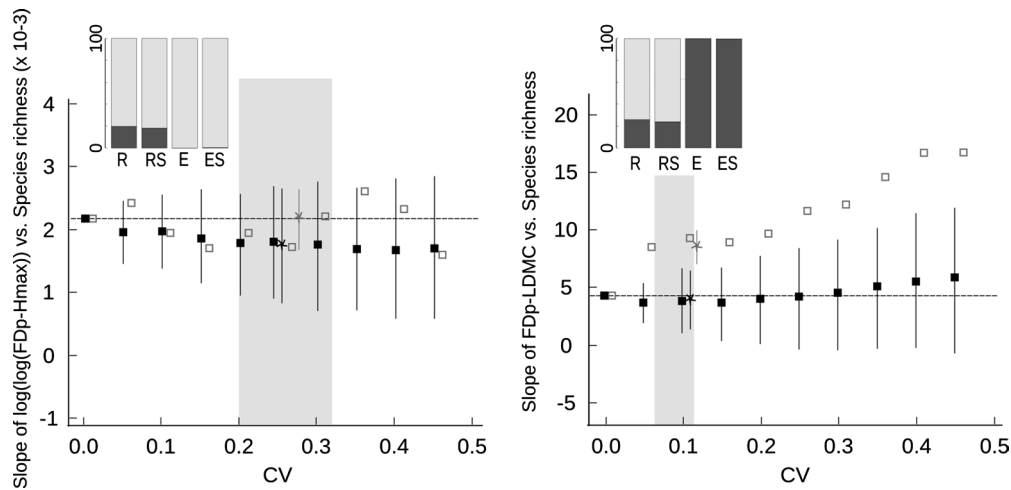 Slope of log(log(FDp-Hmax)) vs. Species richness (x 10-3)
100
0
R RS E ES
4
3
2
1
0
-1
0.0 0.1 0.2 0.3 0.4 0.5
CV
Slope of FDp-LDMC vs. Species richness
100
0
R RS E ES
20
15
10
5
0
-5
0.0 0.1 0.2 0.3 0.4 0.5
CV